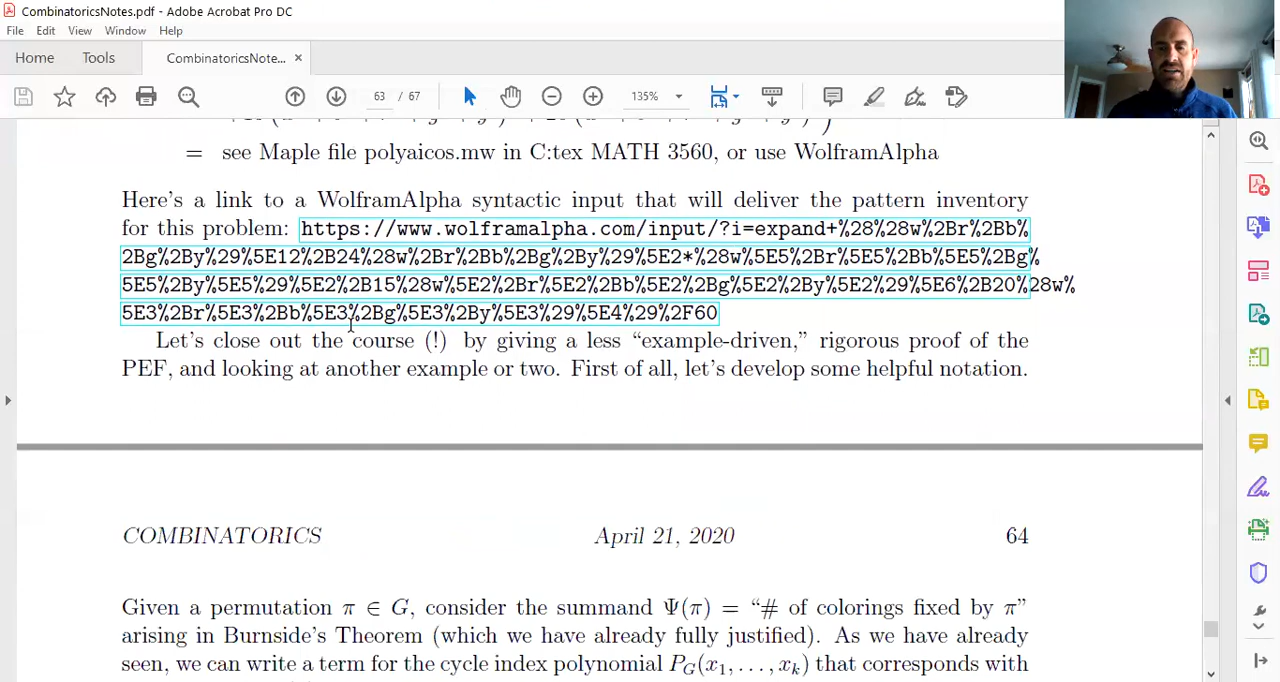 CombinatoricsNotes.pdf - Adobe Acrobat Pro DC
File Edit View Window Help
Home Tools CombinatoricsNote... ×
63 / 67 135%
= see Maple file polyaicos.mw in C:tex MATH 3560, or use WolframAlpha
Here's a link to a WolframAlpha syntactic input that will deliver the pattern inventory
for this problem: https://www.wolframalpha.com/input/?i=expand+%28%28w%2Br%2Bb%
2Bg%2By%29%5E12%2B24%28w%2Br%2Bb%2Bg%2By%29%5E2*%28w%5E5%2Br%5E5%2Bb%5E5%2Bg%
5E5%2By%5E5%29%5E2%2B15%28w%5E2%2Br%5E2%2Bb%5E2%2Bg%5E2%2By%5E2%29%5E6%2B20%28w%
5E3%2Br%5E3%2Bb%5E3%2Bg%5E3%2By%5E3%29%5E4%29%2F60
Let's close out the course (!) by giving a less “example-driven,” rigorous proof of the
PEF, and looking at another example or two. First of all, let's develop some helpful notation.
COMBINATORICS April 21, 2020 64
Given a permutation π ∈ G, consider the summand Ψ(π) = “# of colorings fixed by π”
arising in Burnside's Theorem (which we have already fully justified). As we have already
seen, we can write a term for the cycle index polynomial P_G(x₁, . . . , xₖ) that corresponds with